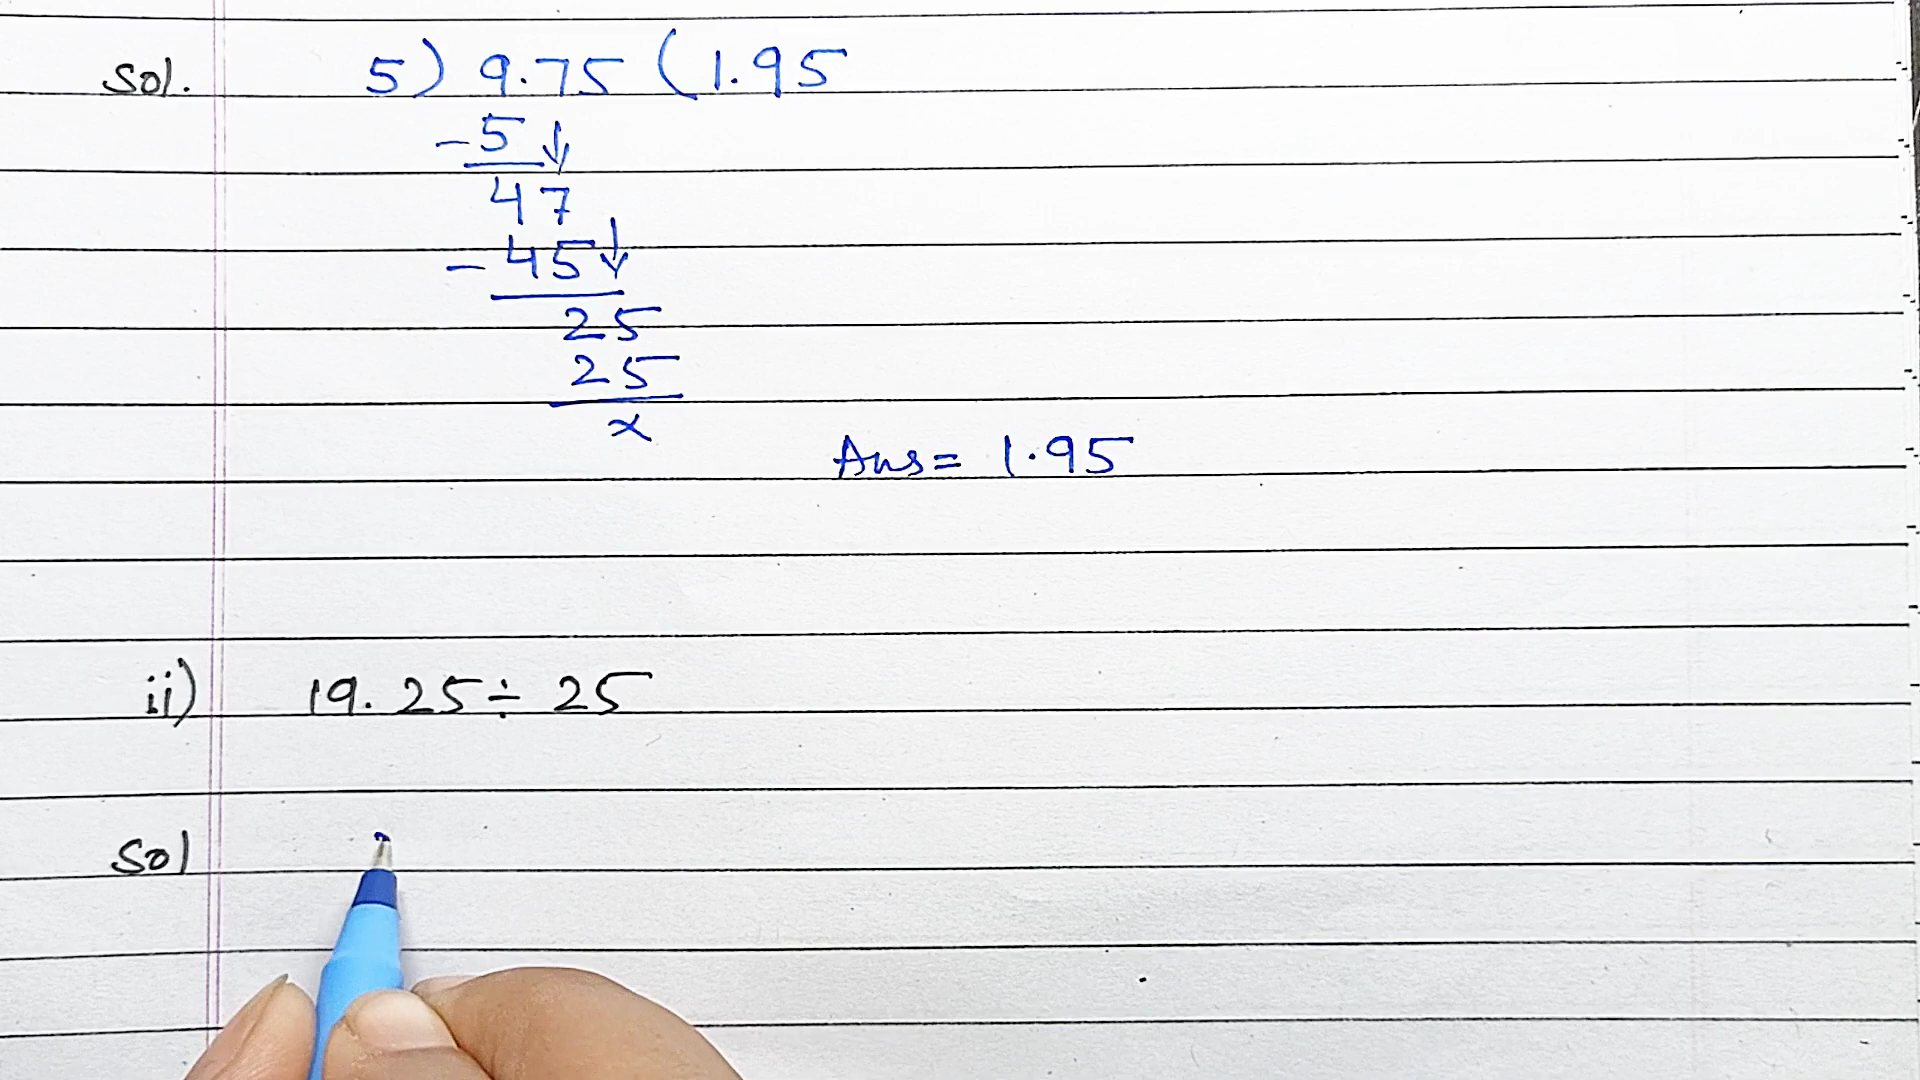 Sol. 5) 9.75 (1.95
-5↓
47
-45↓
25
25
x
Ans = 1.95
ii) 19.25 ÷ 25
Sol